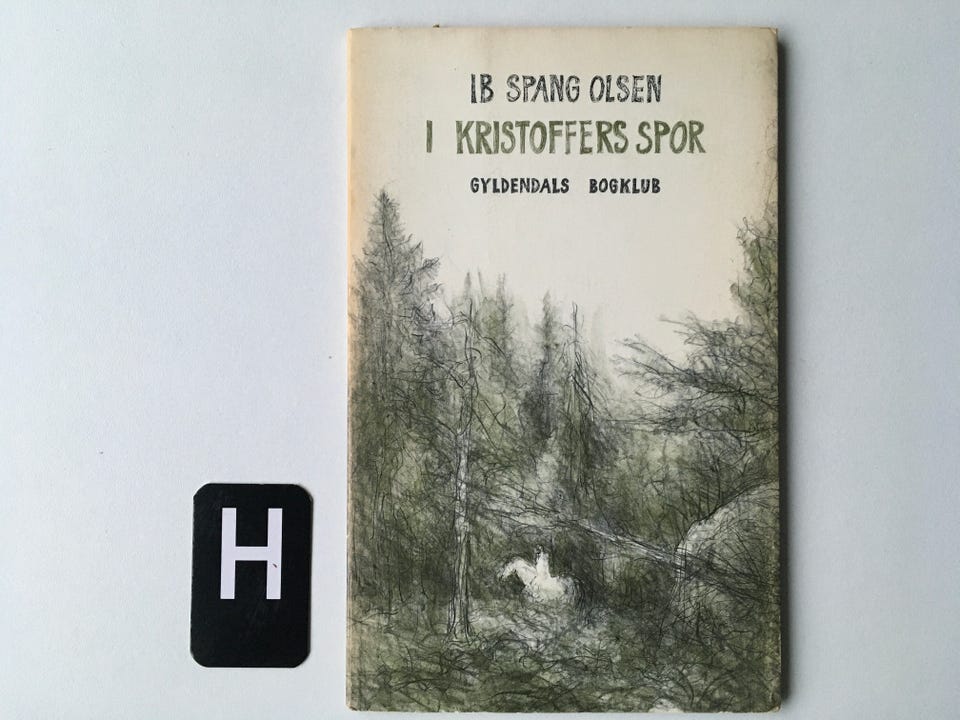 IB SPANG OLSEN
I KRISTOFFERS SPOR
GYLDENDALS BOGKLUB
H